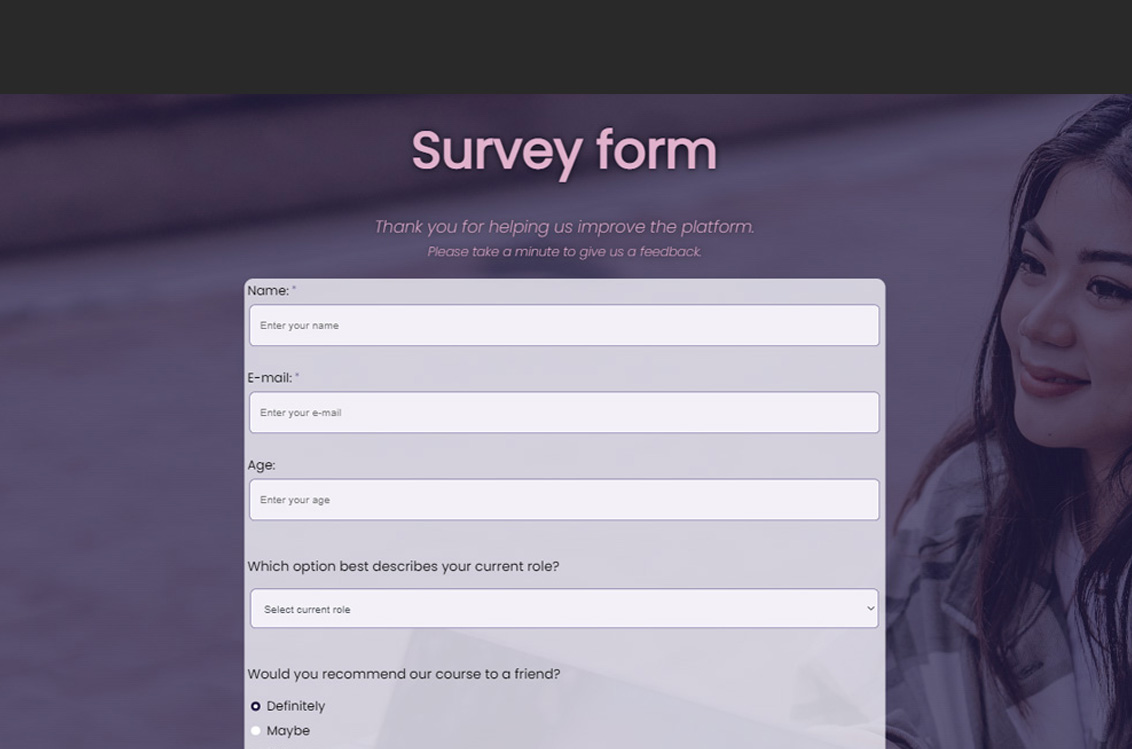 Survey form
Thank you for helping us improve the platform.
Please take a minute to give us a feedback.
Name: *
Enter your name
E-mail: *
Enter your e-mail
Age:
Enter your age
Which option best describes your current role?
Select current role
Would you recommend our course to a friend?
Definitely
Maybe